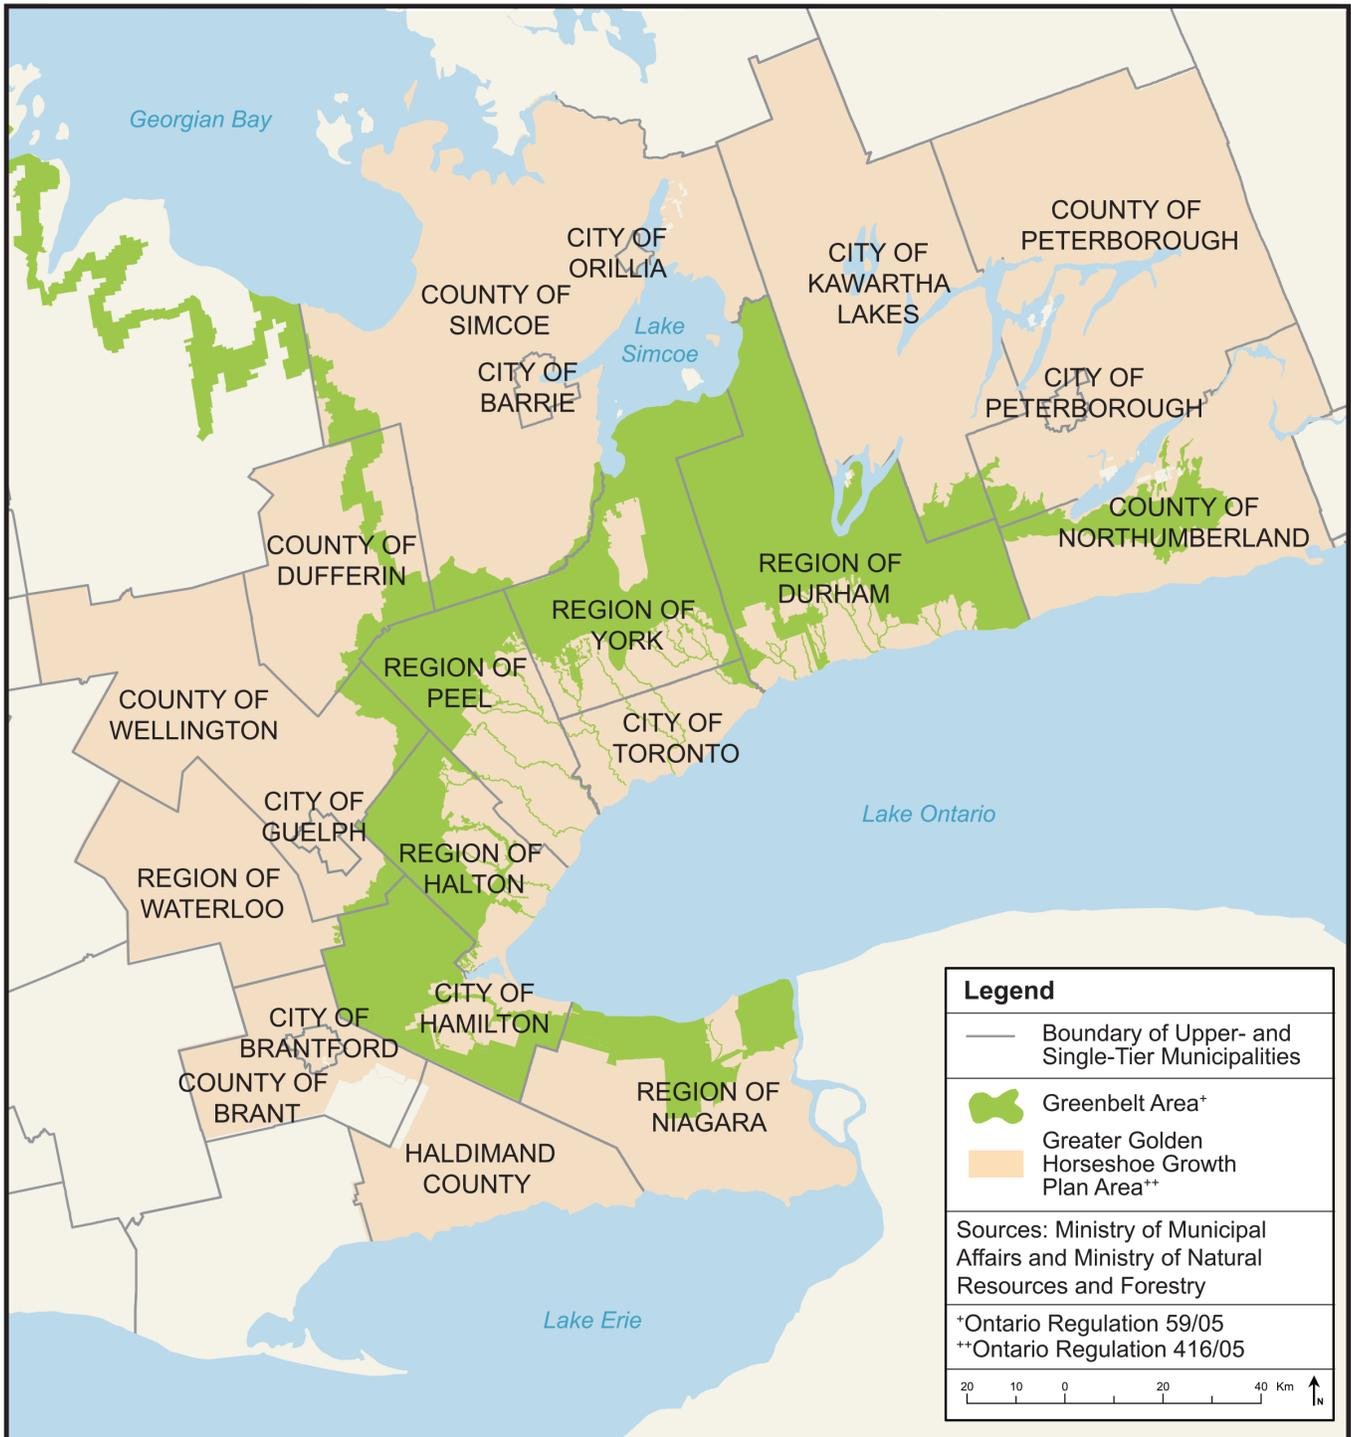 Georgian Bay
COUNTY OF
PETERBOROUGH
CITY OF
ORILLIA
CITY OF
KAWARTHA
LAKES
COUNTY OF
SIMCOE
Lake
Simcoe
CITY OF
BARRIE
CITY OF
PETERBOROUGH
COUNTY OF
NORTHUMBERLAND
COUNTY OF
DUFFERIN
REGION OF
DURHAM
REGION OF
YORK
REGION OF
PEEL
COUNTY OF
WELLINGTON
CITY OF
TORONTO
CITY OF
GUELPH
Lake Ontario
REGION OF
HALTON
REGION OF
WATERLOO
CITY OF
HAMILTON
CITY OF
BRANTFORD
COUNTY OF
BRANT
REGION OF
NIAGARA
HALDIMAND
COUNTY
Lake Erie
Legend
Boundary of Upper- and
Single-Tier Municipalities
Greenbelt Area+
Greater Golden
Horseshoe Growth
Plan Area++
Sources: Ministry of Municipal
Affairs and Ministry of Natural
Resources and Forestry
+Ontario Regulation 59/05
++Ontario Regulation 416/05
20 10 0 20 40 Km N